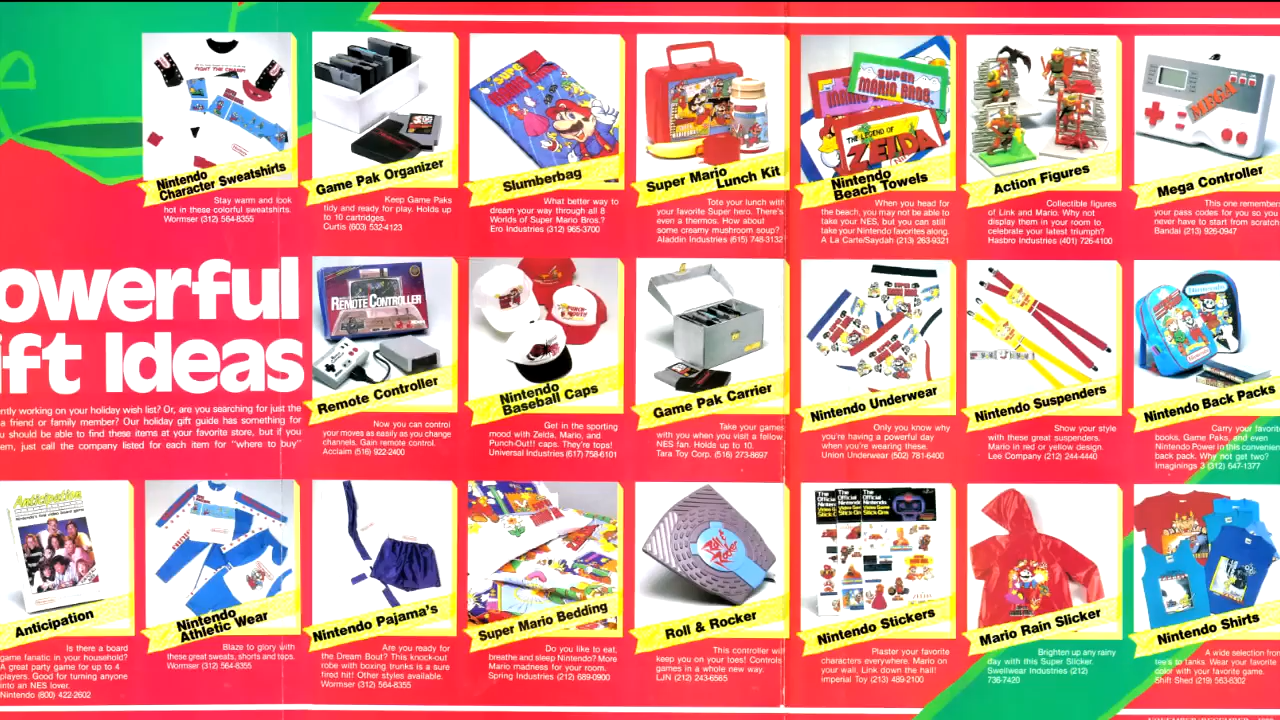 owerful
ift Ideas
ntly working on your holiday wish list? Or, are you searching for just the
a friend or family member? Our holiday gift guide has something for
u should be able to find these items at your favorite store, but if you
em, just call the company listed for each item for "where to buy"
Nintendo
Character Sweatshirts
Stay warm and look
hot in these colorful sweatshirts.
Wormser (312) 564-8355
Game Pak Organizer
Keep Game Paks
tidy and ready for play. Holds up
to 10 cartridges.
Curtis (603) 532-4123
Slumberbag
What better way to
dream your way through all 8
Worlds of Super Mario Bros.?
Ero Industries (312) 965-3700
Super Mario
Lunch Kit
Tote your lunch with
your favorite Super hero. There's
even a thermos. How about
some creamy mushroom soup?
Aladdin Industries (615) 748-3132
SUPER
MARIO BROS.
THE LEGEND OF
ZELDA
Nintendo
Beach Towels
When you head for
the beach, you may not be able to
take your NES, but you can still
take your Nintendo favorites along.
A La Carte/Saydah (213) 263-9321
Action Figures
Collectible figures
of Link and Mario. Why not
display them in your room to
celebrate your latest triumph?
Hasbro Industries (401) 726-4100
MEGA
Mega Controller
This one remembers
your pass codes for you so you
never have to start from scratch
Bandai (213) 926-0947
REMOTE CONTROLLER
Remote Controller
Now you can control
your moves as easily as you change
channels. Gain remote control.
Acclaim (516) 922-2400
Nintendo
Baseball Caps
Get in the sporting
mood with Zelda, Mario, and
Punch-Out!! caps. They're tops!
Universal Industries (617) 758-6101
Game Pak Carrier
Take your games
with you when you visit a fellow
NES fan. Holds up to 10.
Tara Toy Corp. (516) 273-8697
Nintendo Underwear
Only you know why
you're having a powerful day
when you're wearing these.
Union Underwear (502) 781-6400
Nintendo Suspenders
Show your style
with these great suspenders.
Mario in red or yellow design.
Lee Company (212) 244-4440
Nintendo
Nintendo Back Packs
Carry your favorite
books, Game Paks, and even
Nintendo Power in this convenient
back pack. Why not get two?
Imaginings 3 (312) 647-1377
Anticipation
Anticipation
Is there a board
game fanatic in your household?
A great party game for up to 4
players. Good for turning anyone
into an NES lover.
Nintendo (800) 422-2602
Nintendo
Athletic Wear
Blaze to glory with
these great sweats, shorts and tops.
Wormser (312) 564-8355
Nintendo Pajama's
Are you ready for
the Dream Bout? This knock-out
robe with boxing trunks is a sure
fired hit! Other styles available.
Wormser (312) 564-8355
Super Mario Bedding
Do you like to eat,
breathe and sleep Nintendo? More
Mario madness for your room.
Spring Industries (212) 689-0900
Roll & Rocker
Roll & Rocker
This controller will
keep you on your toes! Controls
games in a whole new way.
LJN (212) 243-6565
The
Official
Nintendo
Video Game
Stick-Ons
Nintendo Stickers
Plaster your favorite
characters everywhere. Mario on
your wall, Link down the hall!
Imperial Toy (213) 489-2100
Mario Rain Slicker
Brighten up any rainy
day with this Super Slicker.
Swellwear Industries (212)
736-7420
Nintendo Shirts
A wide selection from
tee's to tanks. Wear your favorite
color with your favorite game.
Shirt Shed (219) 563-6302